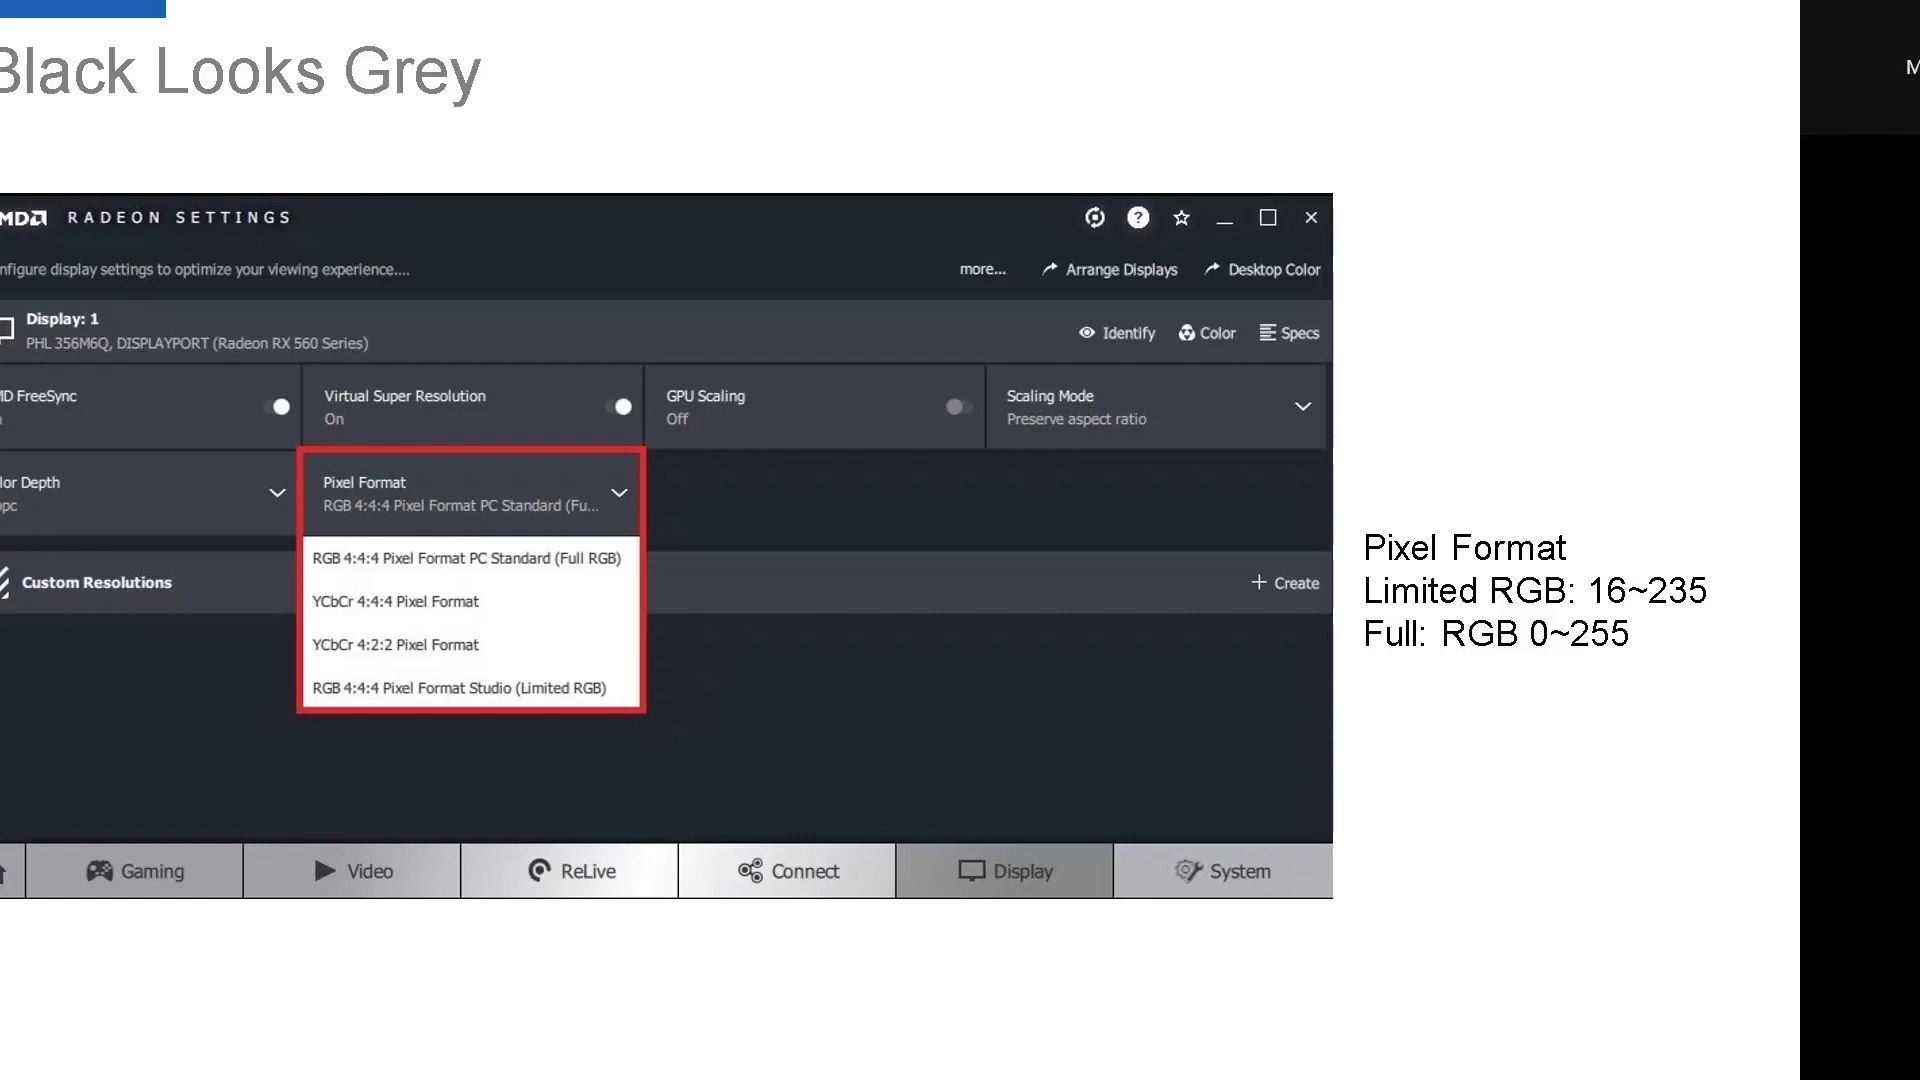 Black Looks Grey
MD RADEON SETTINGS
nfigure display settings to optimize your viewing experience....
more...
Arrange Displays
Desktop Color
Display: 1
PHL 356M6Q, DISPLAYPORT (Radeon RX 560 Series)
Identify
Color
Specs
MD FreeSync
Virtual Super Resolution
On
GPU Scaling
Off
Scaling Mode
Preserve aspect ratio
lor Depth
pc
Pixel Format
RGB 4:4:4 Pixel Format PC Standard (Fu...
RGB 4:4:4 Pixel Format PC Standard (Full RGB)
YCbCr 4:4:4 Pixel Format
YCbCr 4:2:2 Pixel Format
RGB 4:4:4 Pixel Format Studio (Limited RGB)
Custom Resolutions
Create
Pixel Format
Limited RGB: 16~235
Full: RGB 0~255
Gaming
Video
ReLive
Connect
Display
System
M